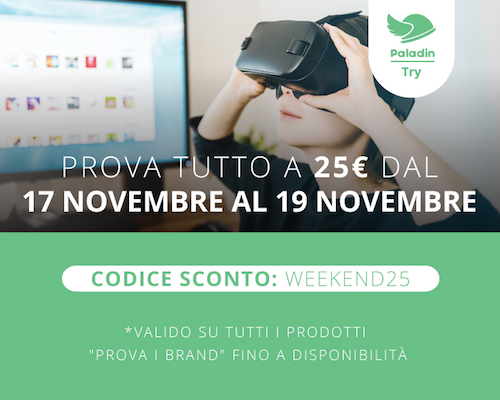 Paladin
Try
PROVA TUTTO A 25€ DAL
17 NOVEMBRE AL 19 NOVEMBRE
CODICE SCONTO: WEEKEND25
*VALIDO SU TUTTI I PRODOTTI
"PROVA I BRAND" FINO A DISPONIBILITÀ